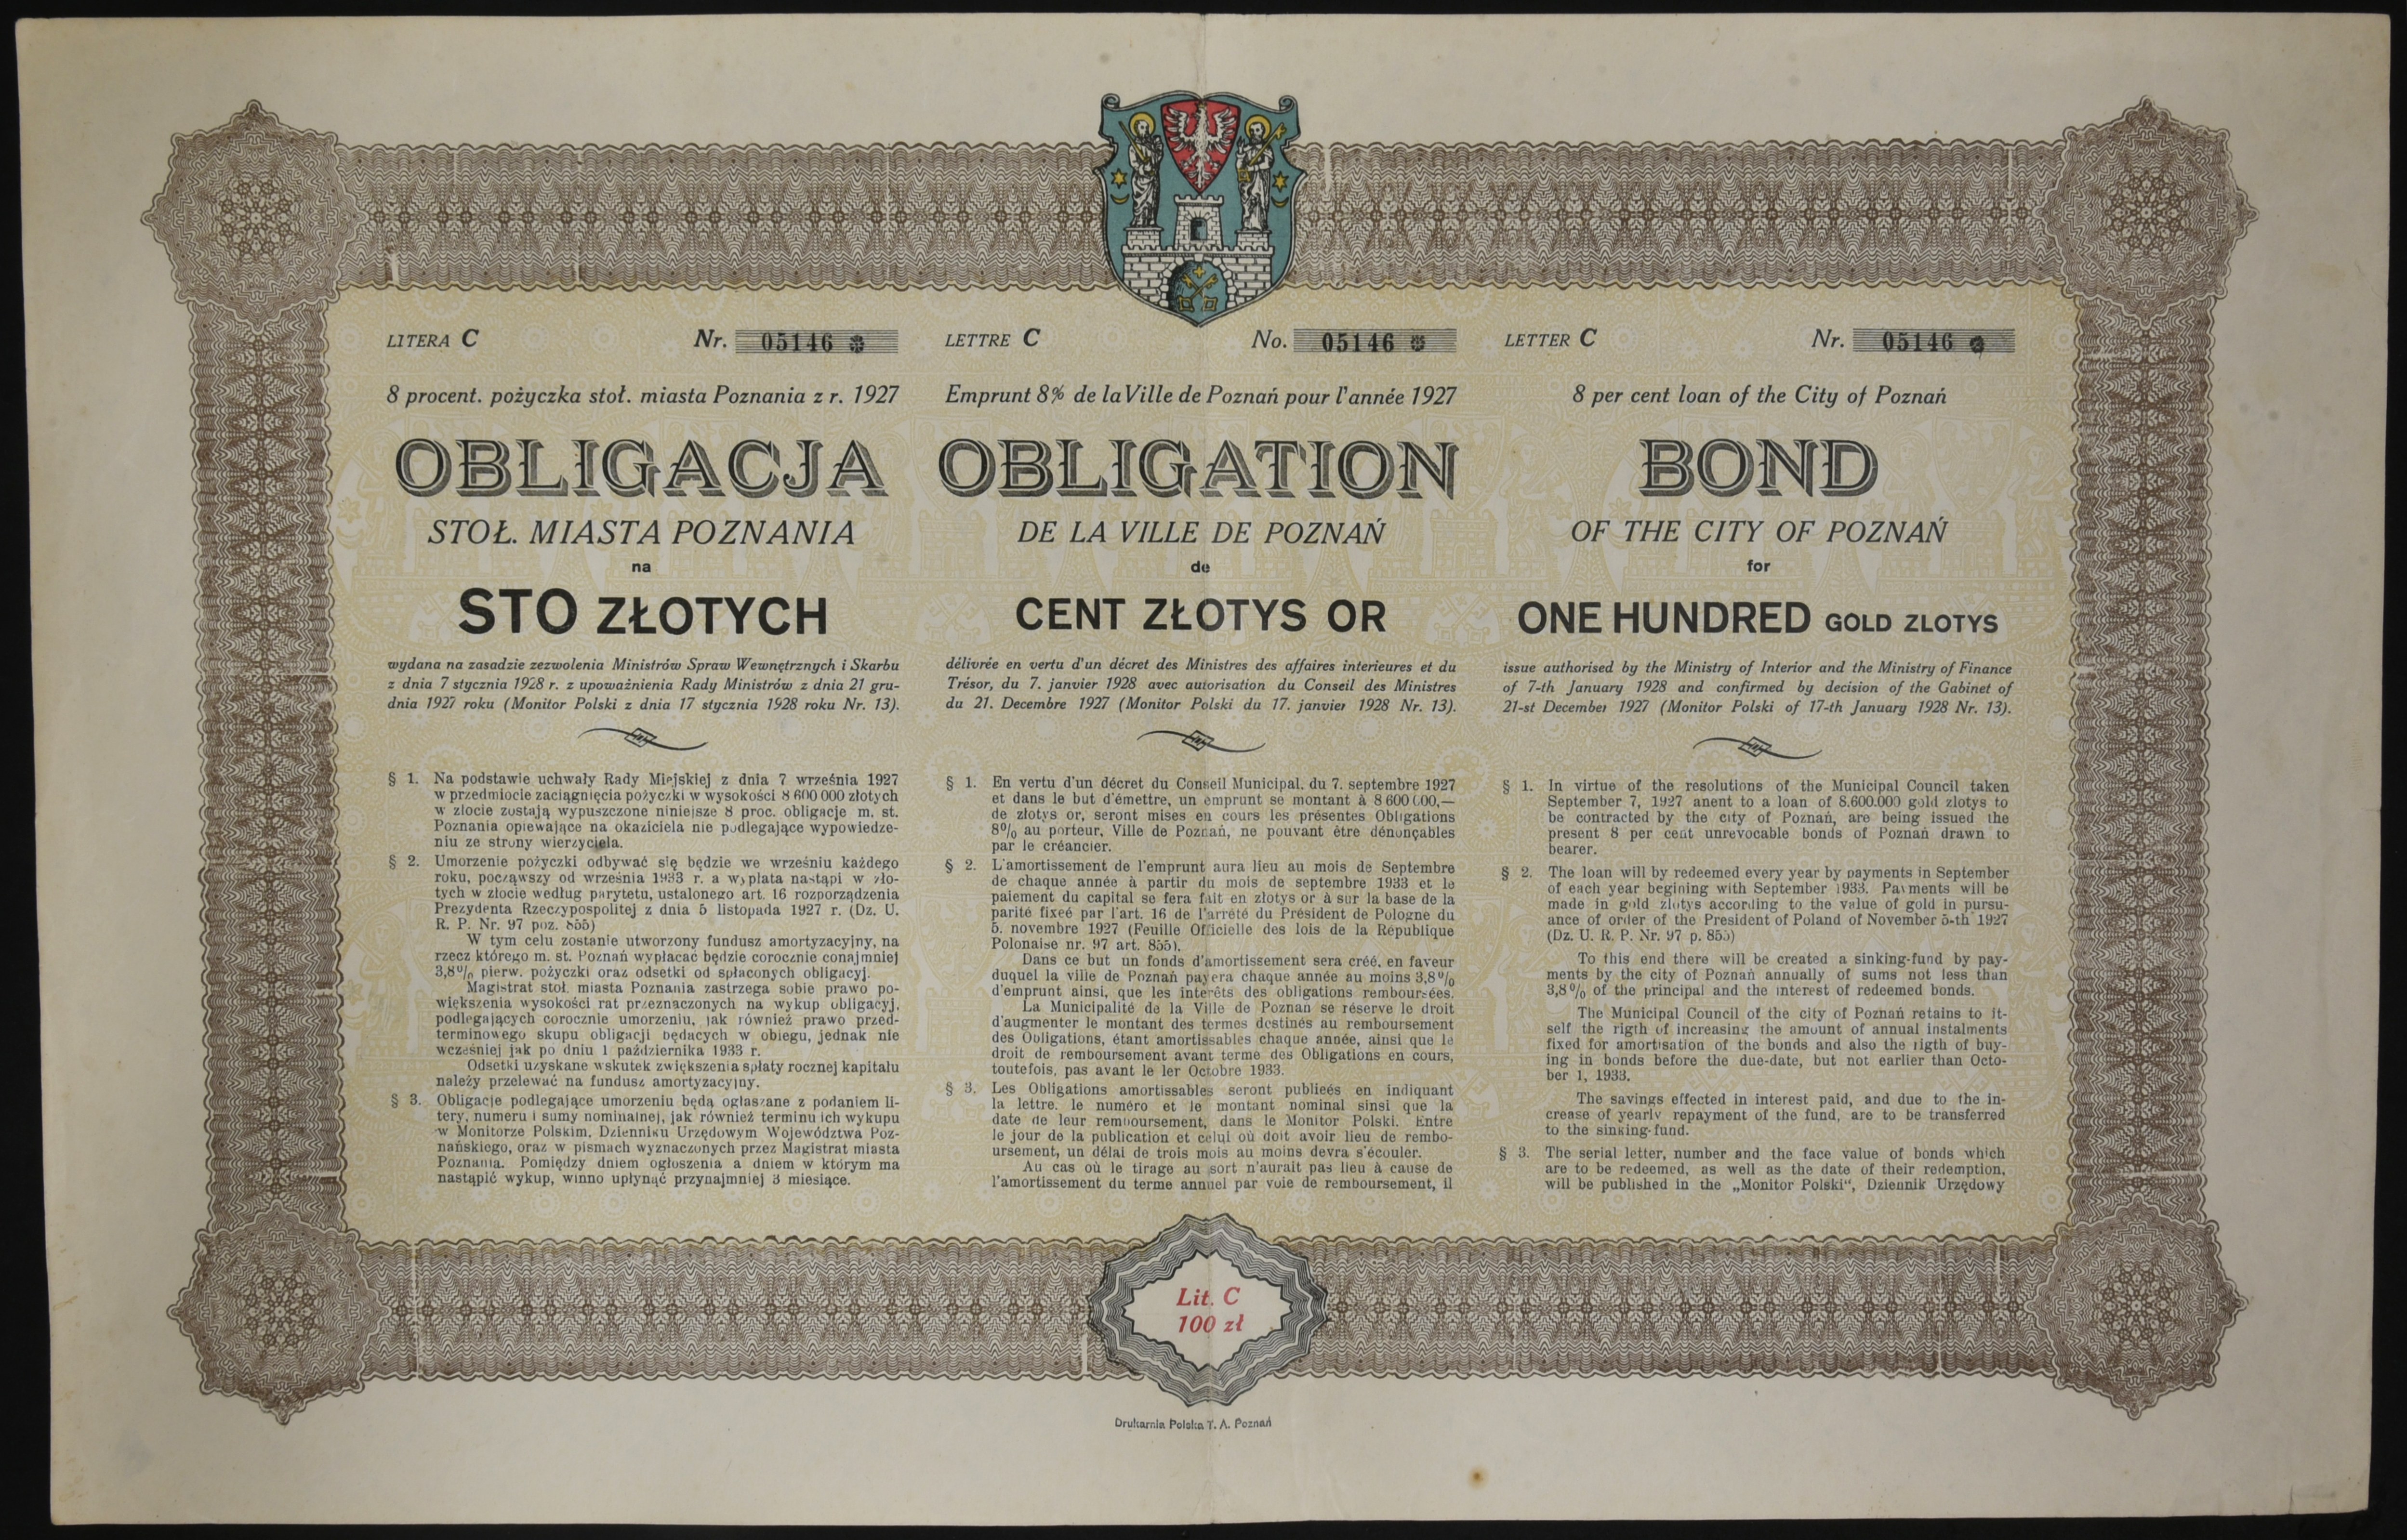 LITERA C Nr. 05146
8 procent. pożyczka stoł. miasta Poznania z r. 1927
OBLIGACJA
STOŁ. MIASTA POZNANIA
na
STO ZŁOTYCH
wydana na zasadzie zezwolenia Ministrów Spraw Wewnętrznych i Skarbu
z dnia 7 stycznia 1928 r. z upoważnienia Rady Ministrów z dnia 21 gru-
dnia 1927 roku (Monitor Polski z dnia 17 stycznia 1928 roku Nr. 13).
§ 1. Na podstawie uchwały Rady Miejskiej z dnia 7 września 1927
w przedmiocie zaciągnięcia pożyczki w wysokości 8 600 000 złotych
w złocie zostają wypuszczone niniejsze 8 proc. obligacje m. st.
Poznania opiewające na okaziciela nie podlegające wypowiedze-
niu ze strony wierzyciela.
§ 2. Umorzenie pożyczki odbywać się będzie we wrześniu każdego
roku, począwszy od września 1933 r. a wypłata nastąpi w zło-
tych w złocie według parytetu, ustalonego art. 16 rozporządzenia
Prezydenta Rzeczypospolitej z dnia 5 listopada 1927 r. (Dz. U.
R. P. Nr. 97 poz. 855)
W tym celu zostanie utworzony fundusz amortyzacyjny, na
rzecz którego m. st. Poznań wypłacać będzie corocznie conajmniej
3,8% pierw. pożyczki oraz odsetki od spłaconych obligacyj.
Magistrat stoł. miasta Poznania zastrzega sobie prawo po-
większenia wysokości rat przeznaczonych na wykup obligacyj,
podlegających corocznie umorzeniu, jak również prawo przed-
terminowego skupu obligacji będacych w obiegu, jednak nie
wcześniej jak po dniu 1 października 1933 r.
Odsetki uzyskane wskutek zwiększenia spłaty rocznej kapitału
należy przelewać na fundusz amortyzacyjny.
§ 3. Obligacje podlegające umorzeniu będą ogłaszane z podaniem li-
tery, numeru i sumy nominalnej, jak również terminu ich wykupu
w Monitorze Polskim, Dzienniku Urzędowym Województwa Poz-
nańskiego, oraz w pismach wyznaczonych przez Magistrat miasta
Poznania. Pomiędzy dniem ogłoszenia a dniem w którym ma
nastąpić wykup, winno upłynąć przynajmniej 3 miesiące.
LETTRE C No. 05146
Emprunt 8% de la Ville de Poznań pour l'année 1927
OBLIGATION
DE LA VILLE DE POZNAŃ
de
CENT ZŁOTYS OR
délivrée en vertu d'un décret des Ministres des affaires interieures et du
Trésor, du 7. janvier 1928 avec autorisation du Conseil des Ministres
du 21. Decembre 1927 (Monitor Polski du 17. janvier 1928 Nr. 13).
§ 1. En vertu d'un décret du Conseil Municipal, du 7. septembre 1927
et dans le but d'émettre, un emprunt se montant à 8 600 000,—
de złotys or, seront mises en cours les présentes Obligations
8% au porteur, Ville de Poznań, ne pouvant être dénonçables
par le créancier.
§ 2. L'amortissement de l'emprunt aura lieu au mois de Septembre
de chaque année à partir du mois de septembre 1933 et le
paiement du capital se fera fait en zlotys or à sur la base de la
parité fixeé par l'art. 16 de l'arrété du Président de Pologne du
5. novembre 1927 (Feuille Officielle des lois de la République
Polonaise nr. 97 art. 855).
Dans ce but un fonds d'amortissement sera créé, en faveur
duquel la ville de Poznań payera chaque année au moins 3,8%
d'emprunt ainsi, que les interêts des obligations remboursées.
La Municipalité de la Ville de Poznan se réserve le droit
d'augmenter le montant des termes destinés au remboursement
des Obligations, étant amortissables chaque année, ainsi que le
droit de remboursement avant terme des Obligations en cours,
toutefois, pas avant le ler Octobre 1933.
§ 3. Les Obligations amortissables seront publieés en indiquant
la lettre, le numéro et le montant nominal sinsi que la
date de leur remboursement, dans le Monitor Polski. Entre
le jour de la publication et celui où doit avoir lieu de rembo-
ursement, un délai de trois mois au moins devra s'écouler.
Au cas où le tirage au sort n'aurait pas lieu à cause de
l'amortissement du terme annuel par voie de remboursement, il
LETTER C Nr. 05146
8 per cent loan of the City of Poznań
BOND
OF THE CITY OF POZNAŃ
for
ONE HUNDRED GOLD ZLOTYS
issue authorised by the Ministry of Interior and the Ministry of Finance
of 7-th January 1928 and confirmed by decision of the Gabinet of
21-st December 1927 (Monitor Polski of 17-th January 1928 Nr. 13).
§ 1. In virtue of the resolutions of the Municipal Council taken
September 7, 1927 anent to a loan of 8.600.000 gold zlotys to
be contracted by the city of Poznań, are being issued the
present 8 per cent unrevocable bonds of Poznań drawn to
bearer.
§ 2. The loan will by redeemed every year by payments in September
of each year begining with September 1933. Payments will be
made in gold zlotys according to the value of gold in pursu-
ance of order of the President of Poland of November 5-th 1927
(Dz. U. R. P. Nr. 97 p. 855)
To this end there will be created a sinking-fund by pay-
ments by the city of Poznań annually of sums not less than
3,8% of the principal and the interest of redeemed bonds.
The Municipal Council of the city of Poznań retains to it-
self the rigth of increasing the amount of annual instalments
fixed for amortisation of the bonds and also the rigth of buy-
ing in bonds before the due-date, but not earlier than Octo-
ber 1, 1933.
The savings effected in interest paid, and due to the in-
crease of yearly repayment of the fund, are to be transferred
to the sinking-fund.
§ 3. The serial letter, number and the face value of bonds which
are to be redeemed, as well as the date of their redemption,
will be published in the „Monitor Polski“, Dziennik Urzędowy
Lit. C
100 zł
Drukarnia Polska T. A. Poznań